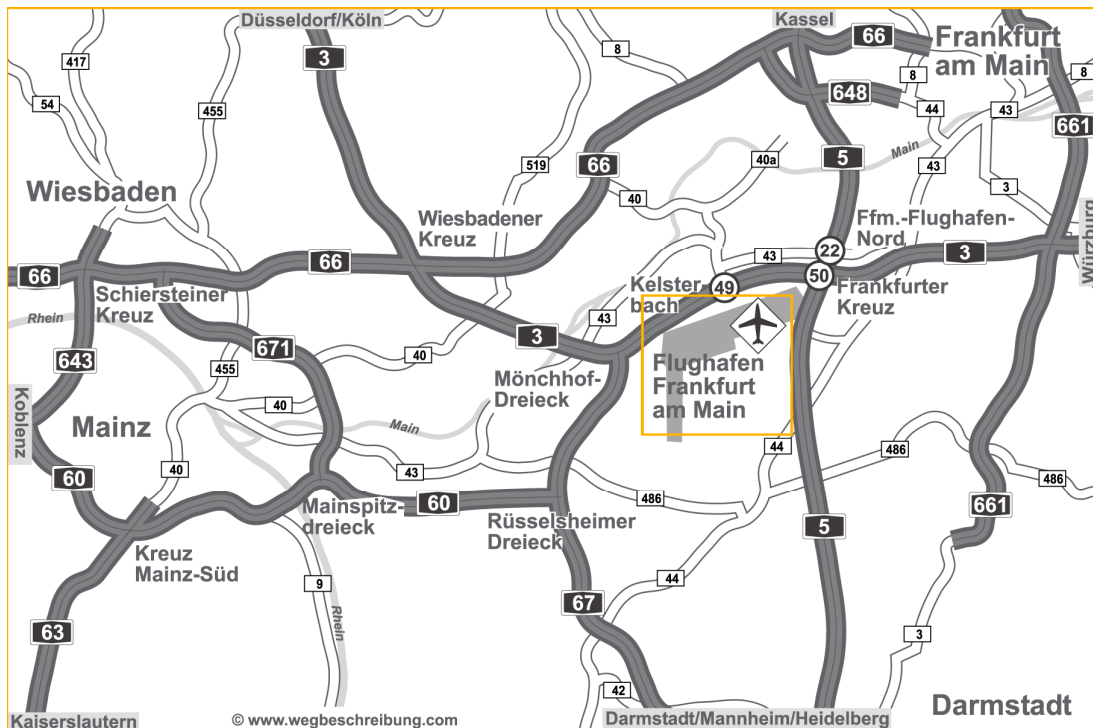 Düsseldorf/Köln
Kassel
66
Frankfurt
am Main
3
8
417
54
455
8
43
8
648
44
661
519
5
40a
Main
43
66
40
3
Wiesbaden
Wiesbadener
Kreuz
Ffm.-Flughafen-
Nord
22
43
3
Würzburg
66
66
Schiersteiner
Kreuz
Kelster-
bach
49
50
Frankfurter
Kreuz
Rhein
643
671
43
3
40
455
Mönchhof-
Dreieck
Flughafen
Frankfurt
am Main
40
Koblenz
Mainz
Main
44
486
40
43
60
486
486
Mainspitz-
dreieck
60
Rüsselsheimer
Dreieck
5
661
Kreuz
Mainz-Süd
9
Rhein
44
67
63
3
42
Kaiserslautern
© www.wegbeschreibung.com
Darmstadt/Mannheim/Heidelberg
Darmstadt